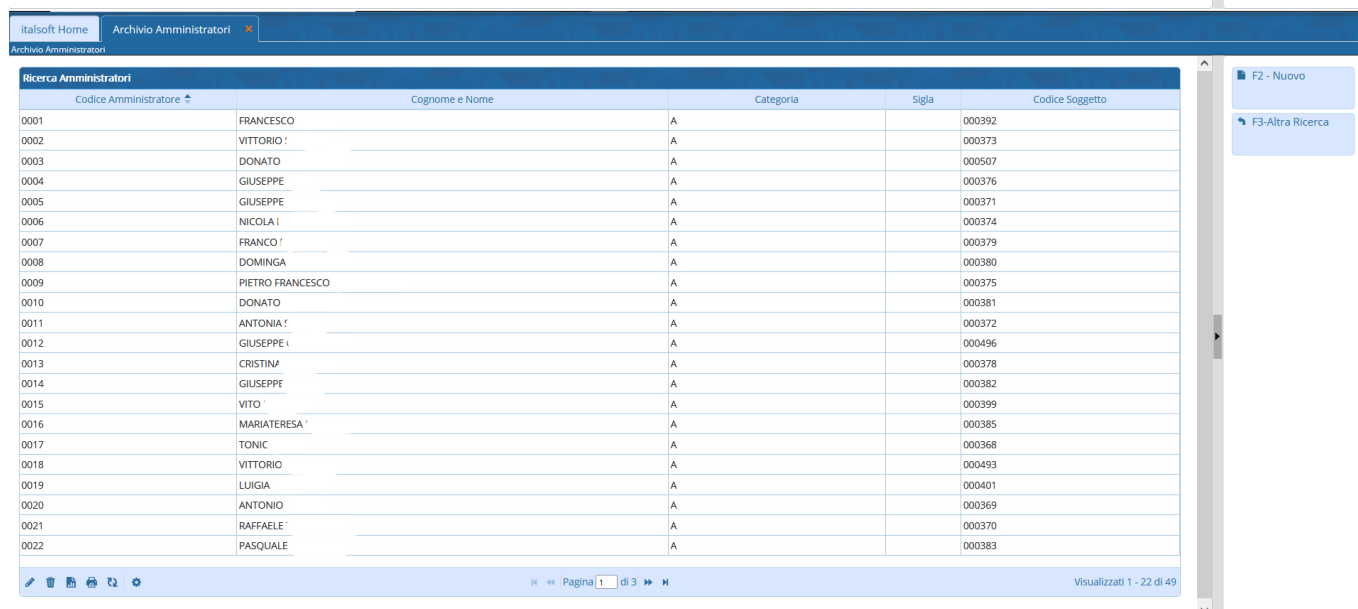 italsoft Home Archivio Amministratori ×
Archivio Amministratori
Ricerca Amministratori
Codice Amministratore Cognome e Nome Categoria Sigla Codice Soggetto
0001 FRANCESCO A 000392
0002 VITTORIO A 000373
0003 DONATO A 000507
0004 GIUSEPPE A 000376
0005 GIUSEPPE A 000371
0006 NICOLA A 000374
0007 FRANCO A 000379
0008 DOMINGA A 000380
0009 PIETRO FRANCESCO A 000375
0010 DONATO A 000381
0011 ANTONIA A 000372
0012 GIUSEPPE A 000496
0013 CRISTINA A 000378
0014 GIUSEPPE A 000382
0015 VITO A 000399
0016 MARIATERESA A 000385
0017 A 000368
0018 VITTORIO A 000493
0019 LUIGIA A 000401
0020 ANTONIO A 000369
0021 RAFFAELE A 000370
0022 PASQUALE A 000383
Pagina 1 di 3 Visualizzati 1 - 22 di 49
F2 - Nuovo
F3-Altra Ricerca